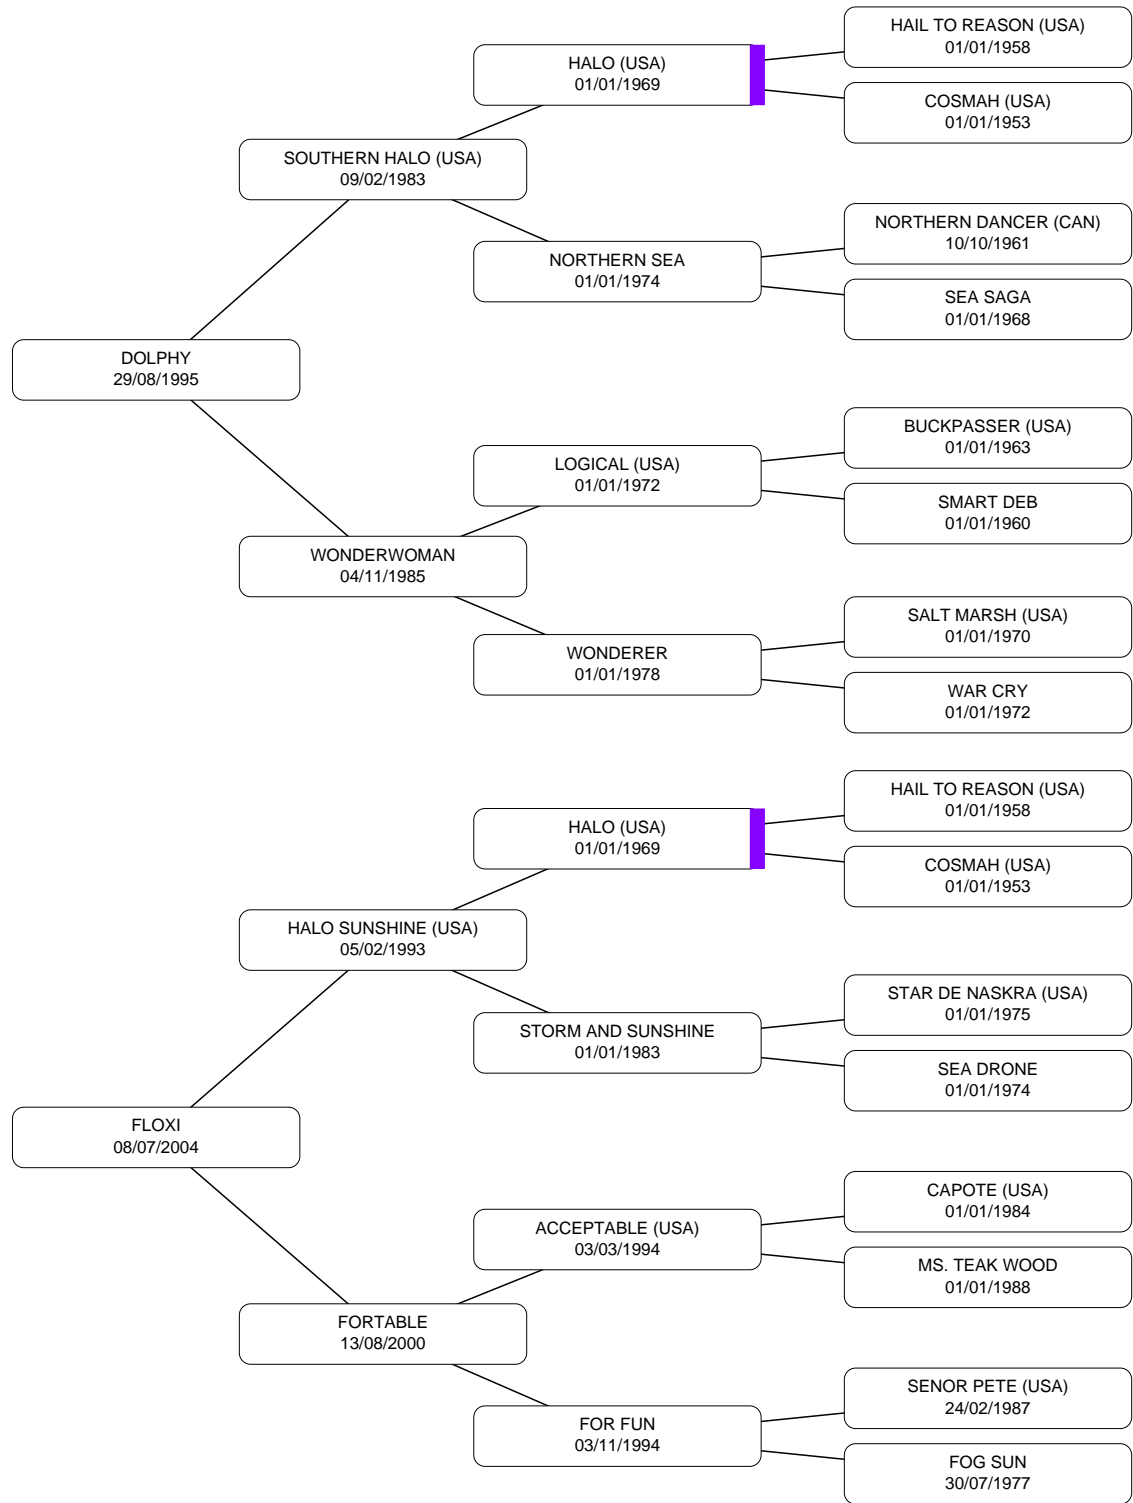 HAIL TO REASON (USA)
01/01/1958
HALO (USA)
01/01/1969
COSMAH (USA)
01/01/1953
SOUTHERN HALO (USA)
09/02/1983
NORTHERN DANCER (CAN)
10/10/1961
NORTHERN SEA
01/01/1974
SEA SAGA
01/01/1968
DOLPHY
29/08/1995
BUCKPASSER (USA)
01/01/1963
LOGICAL (USA)
01/01/1972
SMART DEB
01/01/1960
WONDERWOMAN
04/11/1985
SALT MARSH (USA)
01/01/1970
WONDERER
01/01/1978
WAR CRY
01/01/1972
HAIL TO REASON (USA)
01/01/1958
HALO (USA)
01/01/1969
COSMAH (USA)
01/01/1953
HALO SUNSHINE (USA)
05/02/1993
STAR DE NASKRA (USA)
01/01/1975
STORM AND SUNSHINE
01/01/1983
SEA DRONE
01/01/1974
FLOXI
08/07/2004
CAPOTE (USA)
01/01/1984
ACCEPTABLE (USA)
03/03/1994
MS. TEAK WOOD
01/01/1988
FORTABLE
13/08/2000
SENOR PETE (USA)
24/02/1987
FOR FUN
03/11/1994
FOG SUN
30/07/1977